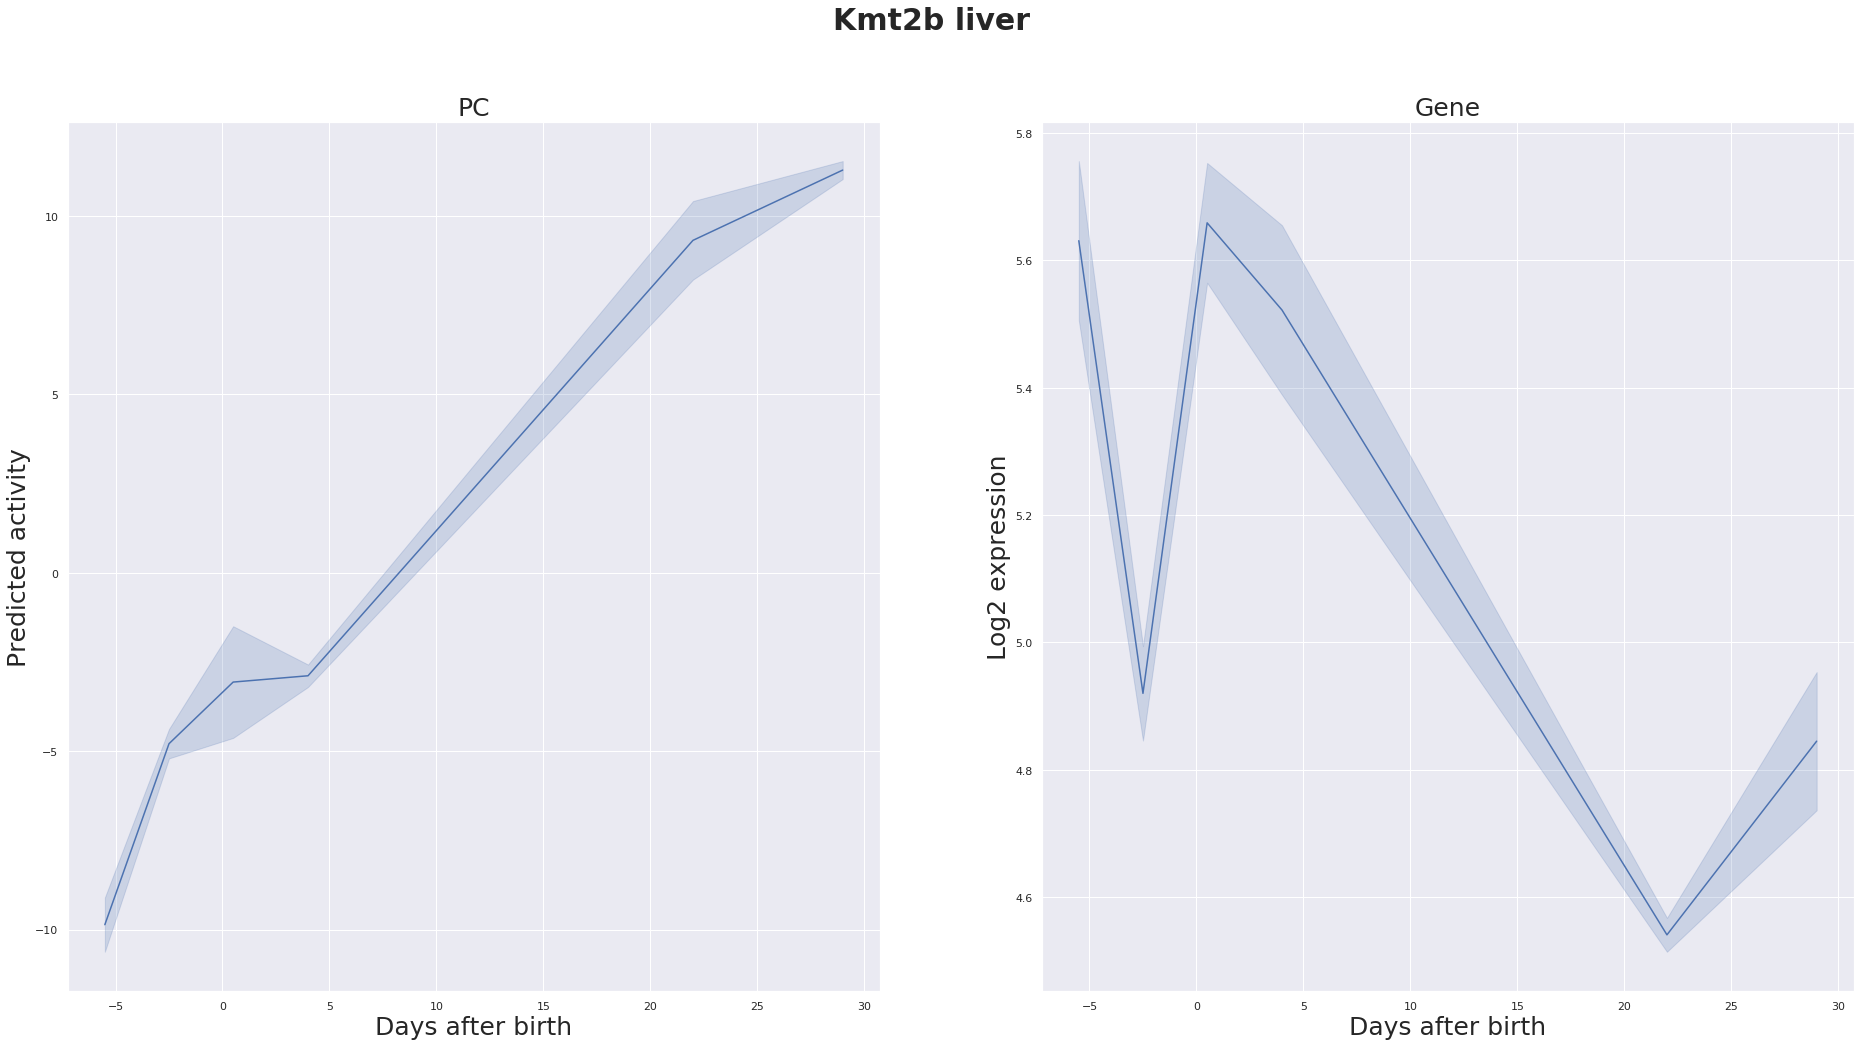 Kmt2b liver
PC
Predicted activity
10
5
0
−5
−10
−5 0 5 10 15 20 25 30
Days after birth
Gene
Log2 expression
5.8
5.6
5.4
5.2
5.0
4.8
4.6
−5 0 5 10 15 20 25 30
Days after birth